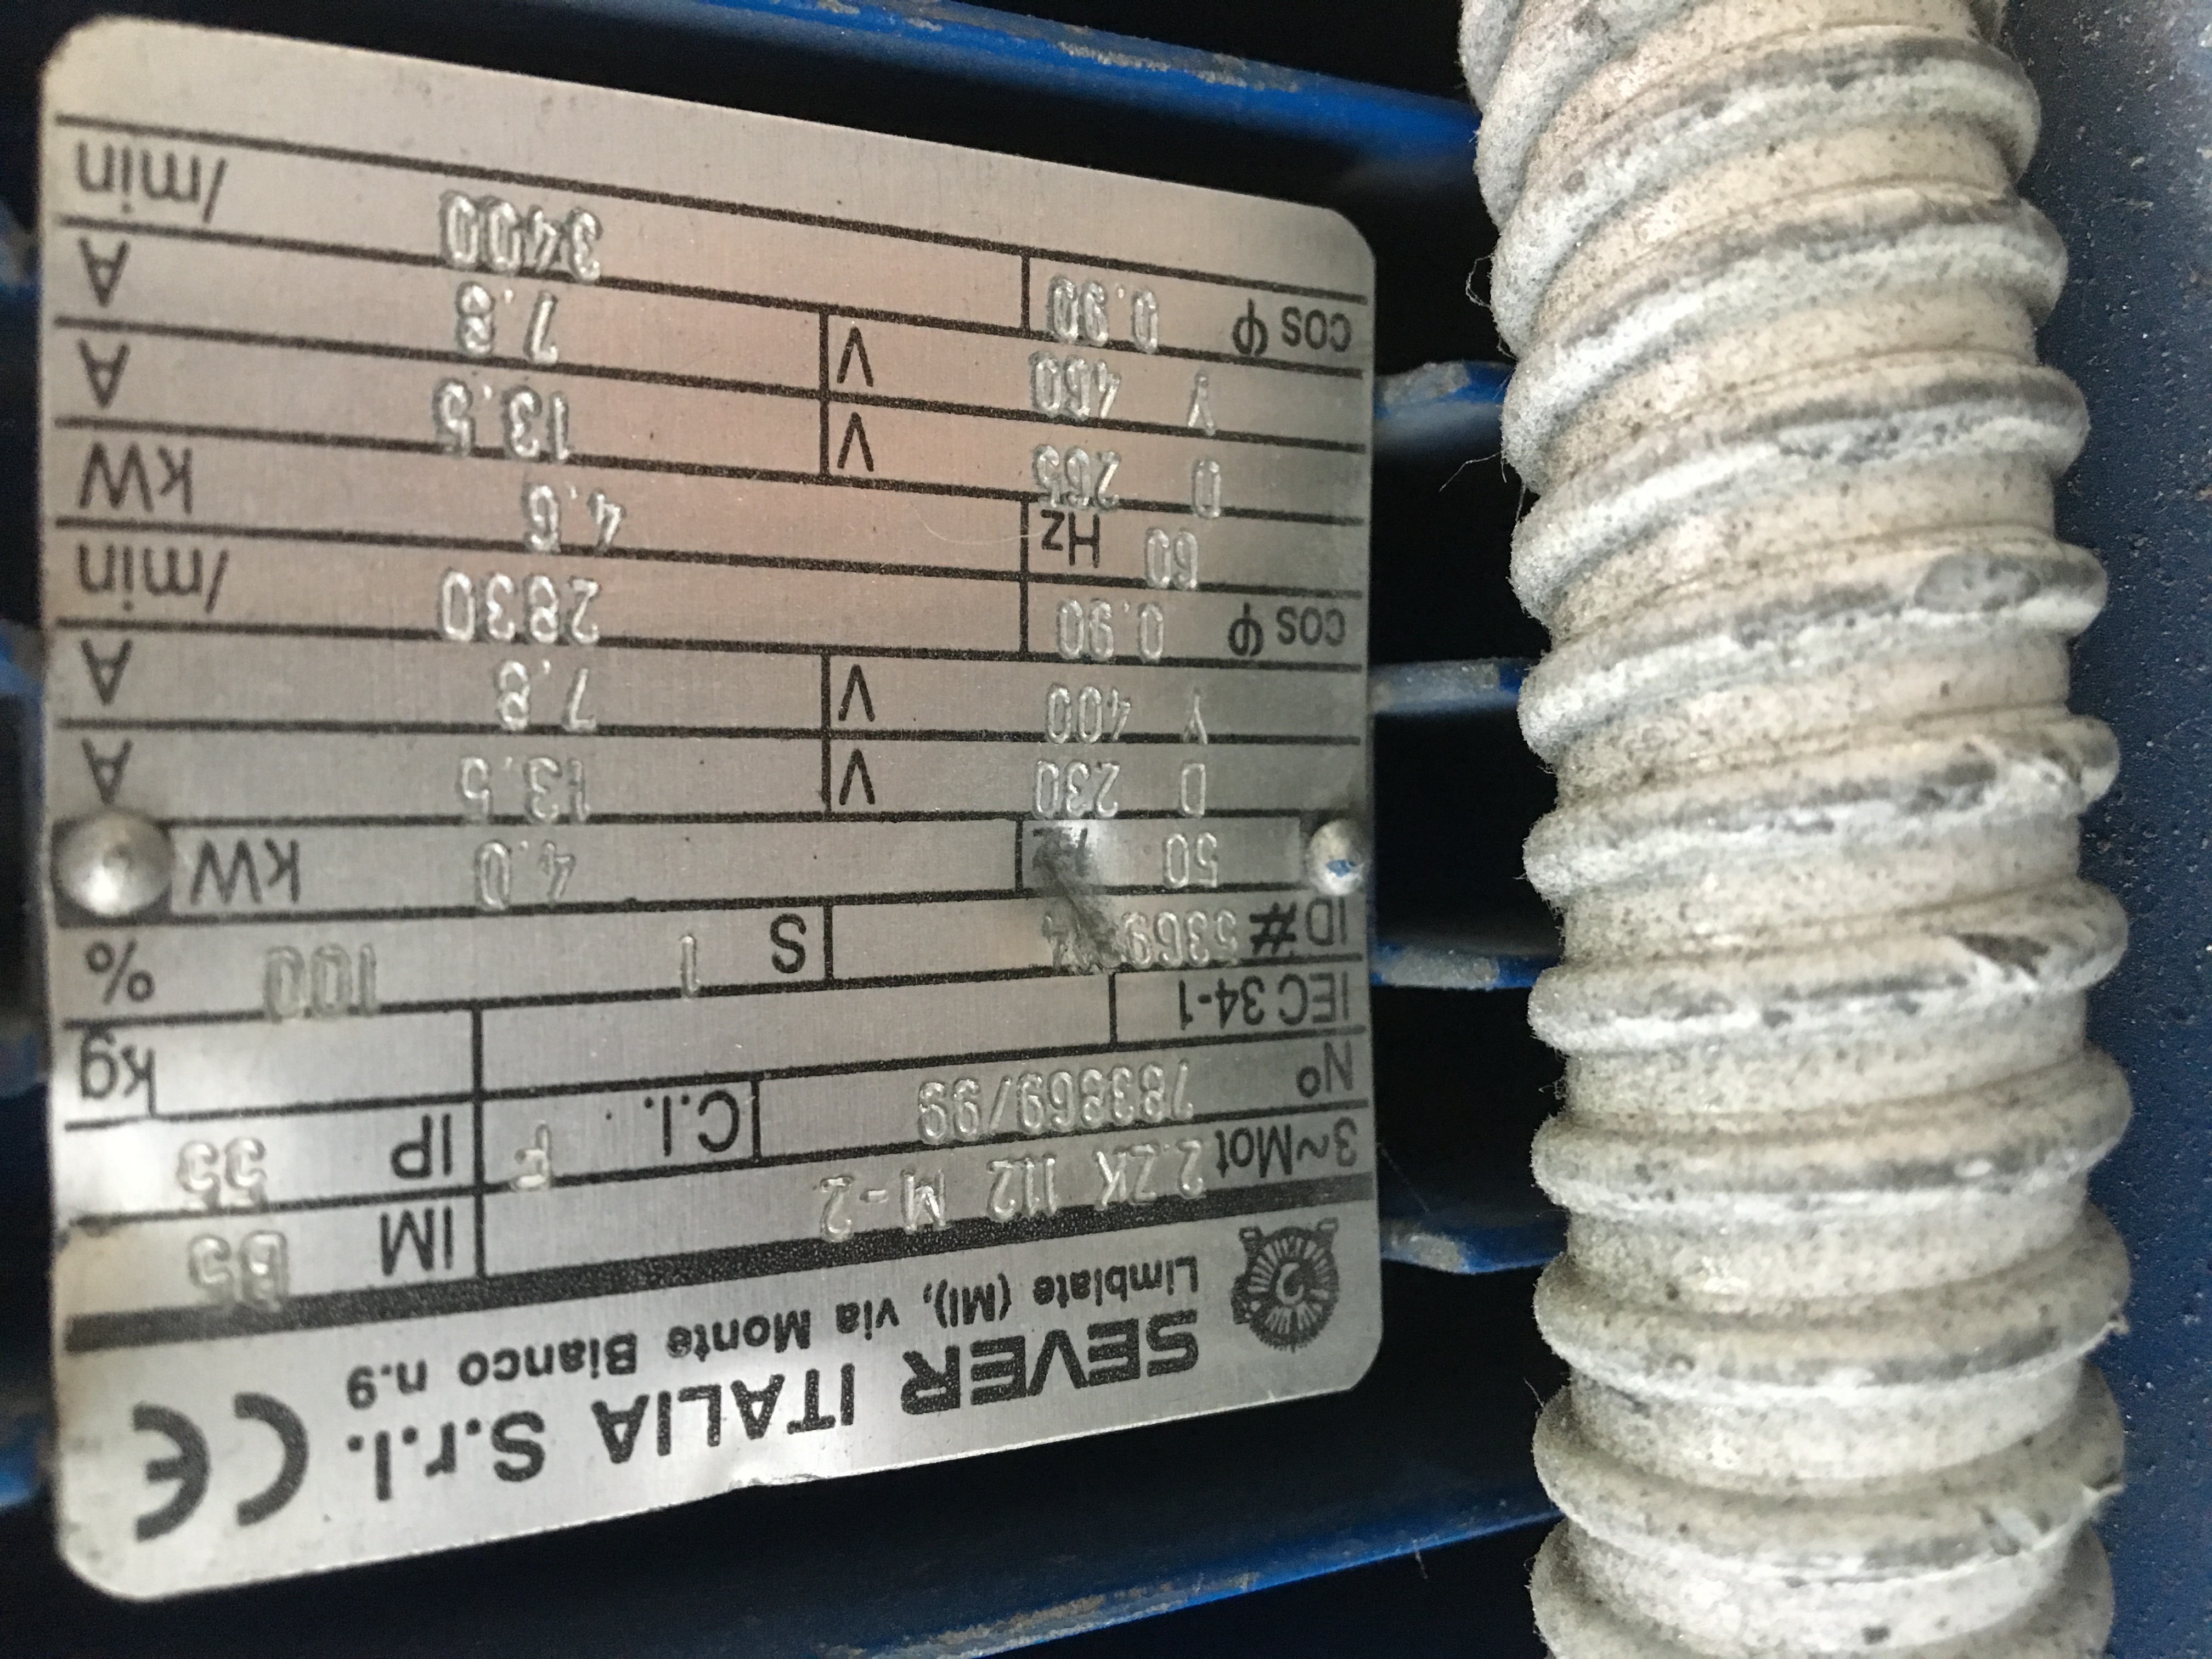 SEVER ITALIA S.r.l. CE
Limbiate (MI), via Monte Bianco n.9
3~Mot 2.ZK 112 M-2 IM B5
Nº 783869/99 C.I. F IP 55
IEC 34-1 kg
ID# S 1 100 %
50 4.0 kW
D 230 V 13.5 A
Y 400 V 7.8 A
cos φ 0.90 2830 /min
60 Hz 4.6 kW
D 265 V 13.5 A
Y 460 V 7.8 A
cos φ 0.90 3400 /min